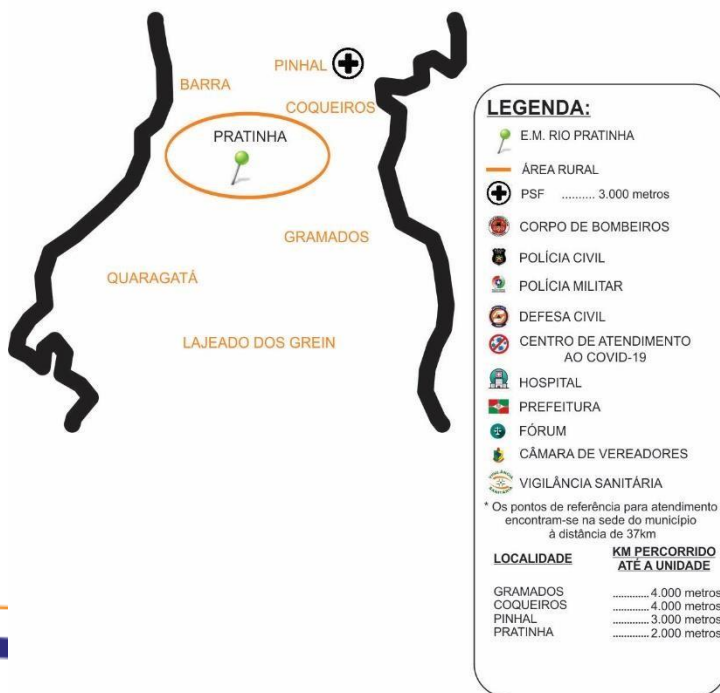 PINHAL
BARRA
COQUEIROS
PRATINHA
GRAMADOS
QUARAGATÁ
LAJEADO DOS GREIN
LEGENDA:
E.M. RIO PRATINHA
ÁREA RURAL
PSF .......... 3.000 metros
CORPO DE BOMBEIROS
POLÍCIA CIVIL
POLÍCIA MILITAR
DEFESA CIVIL
CENTRO DE ATENDIMENTO
AO COVID-19
HOSPITAL
PREFEITURA
FÓRUM
CÂMARA DE VEREADORES
VIGILÂNCIA SANITÁRIA
* Os pontos de referência para atendimento
encontram-se na sede do município
à distância de 37km
LOCALIDADE KM PERCORRIDO
ATÉ A UNIDADE
GRAMADOS ............ 4.000 metros
COQUEIROS ............ 4.000 metros
PINHAL ............ 3.000 metros
PRATINHA ............ 2.000 metros